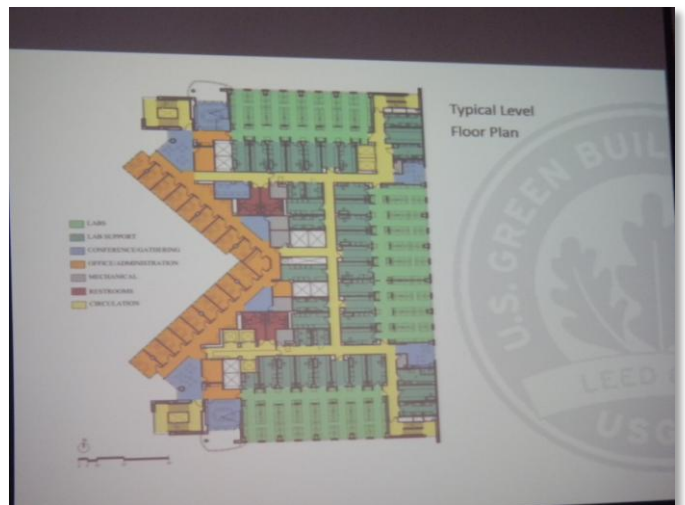 Typical Level
Floor Plan
LABS
LAB SUPPORT
CONFERENCE/GATHERING
OFFICE/ADMINISTRATION
MECHANICAL
RESTROOMS
CIRCULATION
U.S. GREEN BUIL
LEED
USG